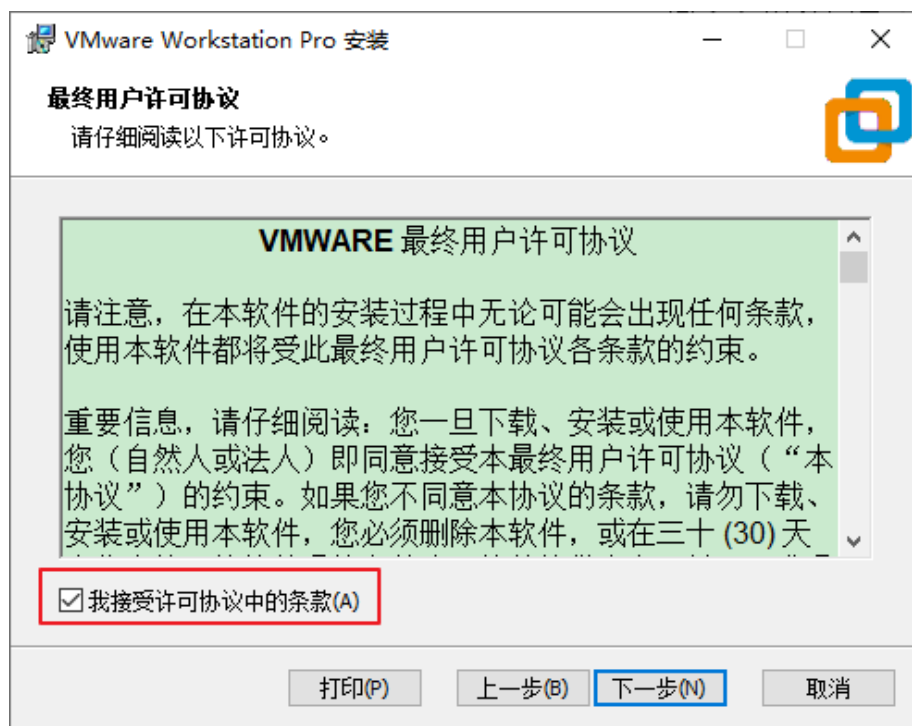 VMware Workstation Pro 安装
最终用户许可协议
请仔细阅读以下许可协议。
VMWARE 最终用户许可协议
请注意，在本软件的安装过程中无论可能会出现任何条款，
使用本软件都将受此最终用户许可协议各条款的约束。
重要信息，请仔细阅读：您一旦下载、安装或使用本软件，
您（自然人或法人）即同意接受本最终用户许可协议（“本
协议”）的约束。如果您不同意本协议的条款，请勿下载、
安装或使用本软件，您必须删除本软件，或在三十 (30) 天
我接受许可协议中的条款(A)
打印(P) 上一步(B) 下一步(N) 取消